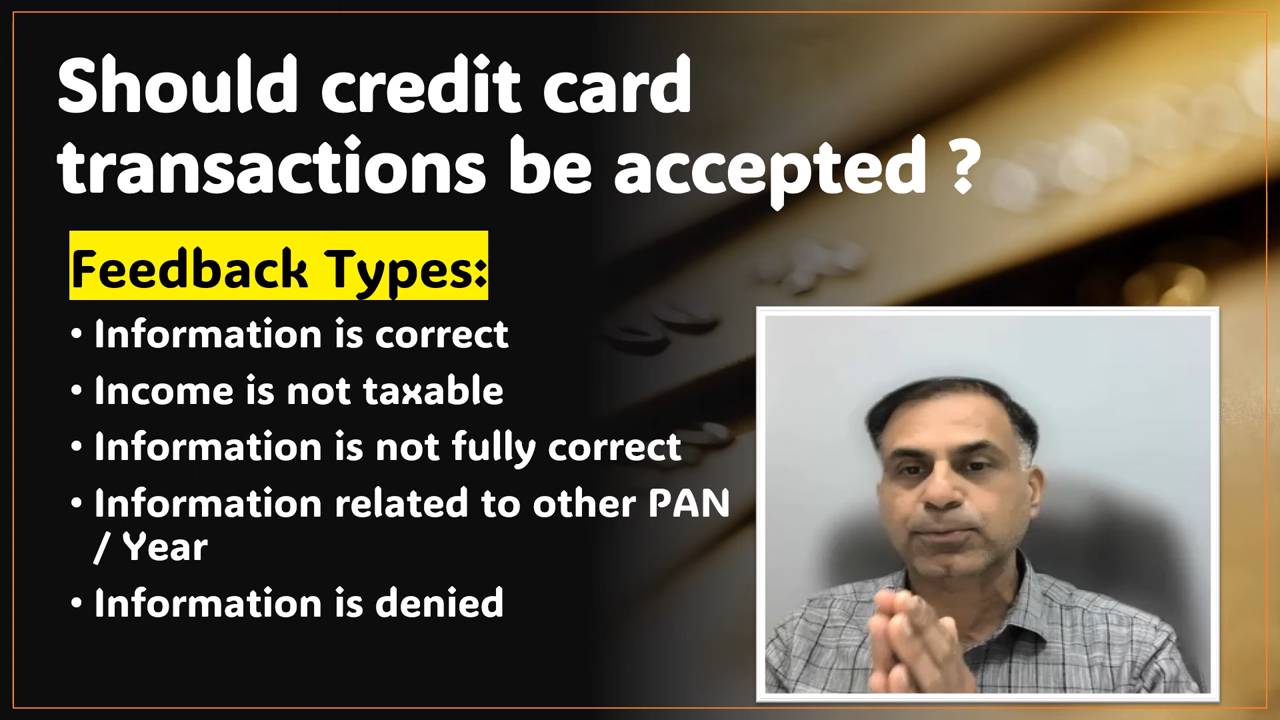 Should credit card
transactions be accepted ?
Feedback Types:
• Information is correct
• Income is not taxable
• Information is not fully correct
• Information related to other PAN
/ Year
• Information is denied